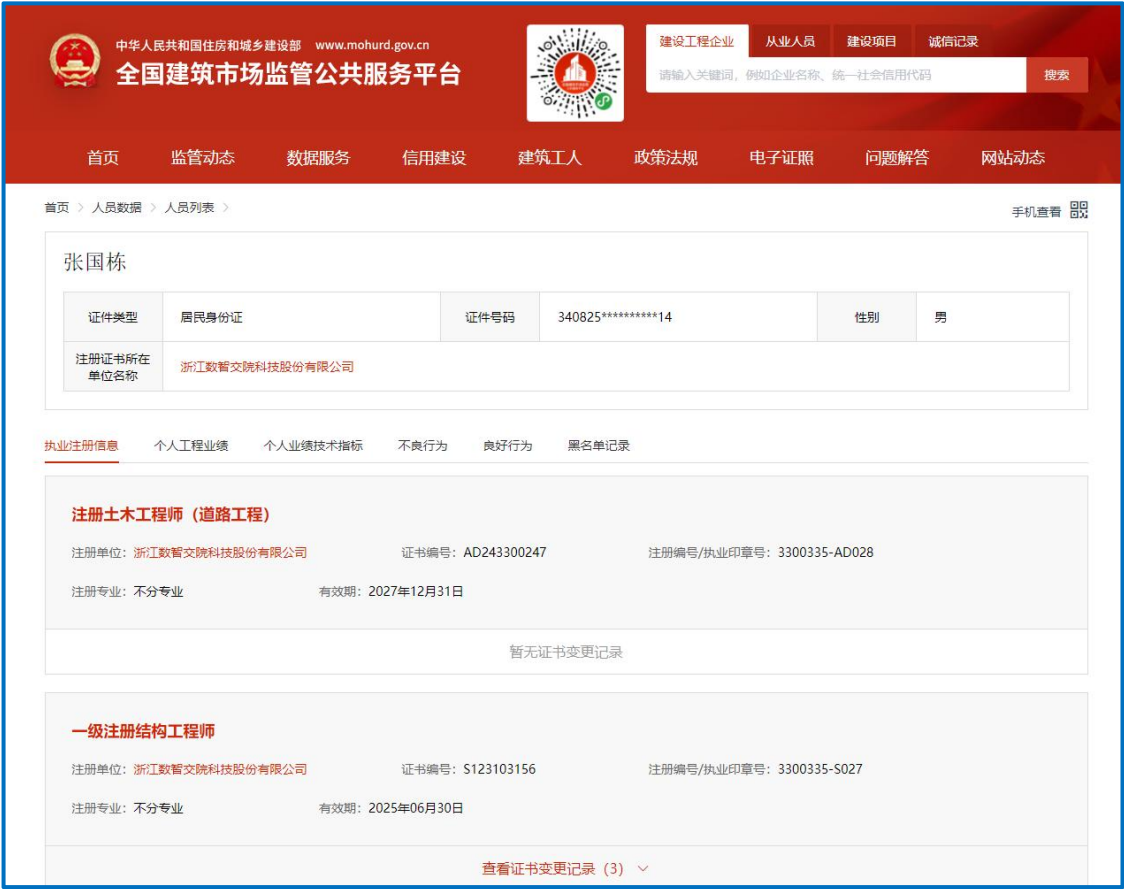 中华人民共和国住房和城乡建设部 www.mohurd.gov.cn
全国建筑市场监管公共服务平台
建设工程企业 从业人员 建设项目 诚信记录
请输入关键词，例如企业名称、统一社会信用代码 搜索
首页 监管动态 数据服务 信用建设 建筑工人 政策法规 电子证照 问题解答 网站动态
首页 > 人员数据 > 人员列表 >
手机查看
张国栋
证件类型 居民身份证 证件号码 340825**********14 性别 男
注册证书所在
单位名称
浙江数智交院科技股份有限公司
执业注册信息 个人工程业绩 个人业绩技术指标 不良行为 良好行为 黑名单记录
注册土木工程师（道路工程）
注册单位：浙江数智交院科技股份有限公司 证书编号：AD243300247 注册编号/执业印章号：3300335-AD028
注册专业：不分专业 有效期：2027年12月31日
暂无证书变更记录
一级注册结构工程师
注册单位：浙江数智交院科技股份有限公司 证书编号：S123103156 注册编号/执业印章号：3300335-S027
注册专业：不分专业 有效期：2025年06月30日
查看证书变更记录（3）